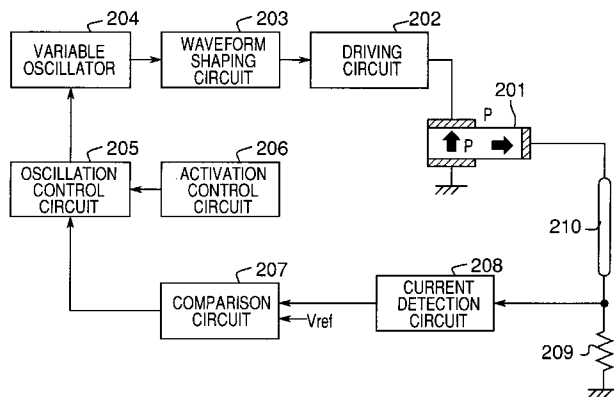 204
203
202
VARIABLE
OSCILLATOR
WAVEFORM
SHAPING
CIRCUIT
DRIVING
CIRCUIT
201
P
P
205
206
OSCILLATION
CONTROL
CIRCUIT
ACTIVATION
CONTROL
CIRCUIT
210
207
208
COMPARISON
CIRCUIT
Vref
CURRENT
DETECTION
CIRCUIT
209